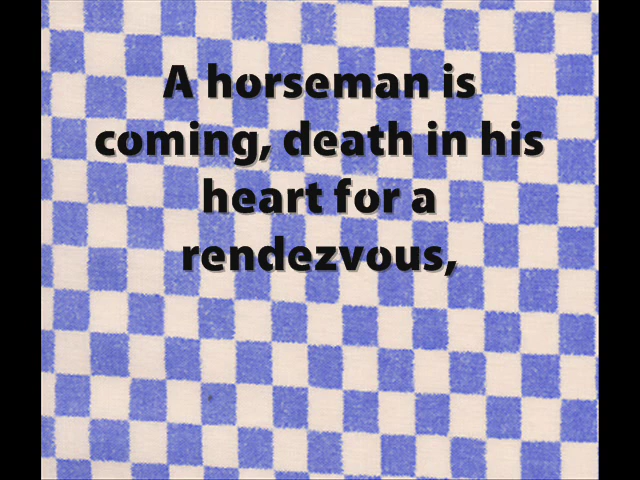 A horseman is
coming, death in his
heart for a
rendezvous,